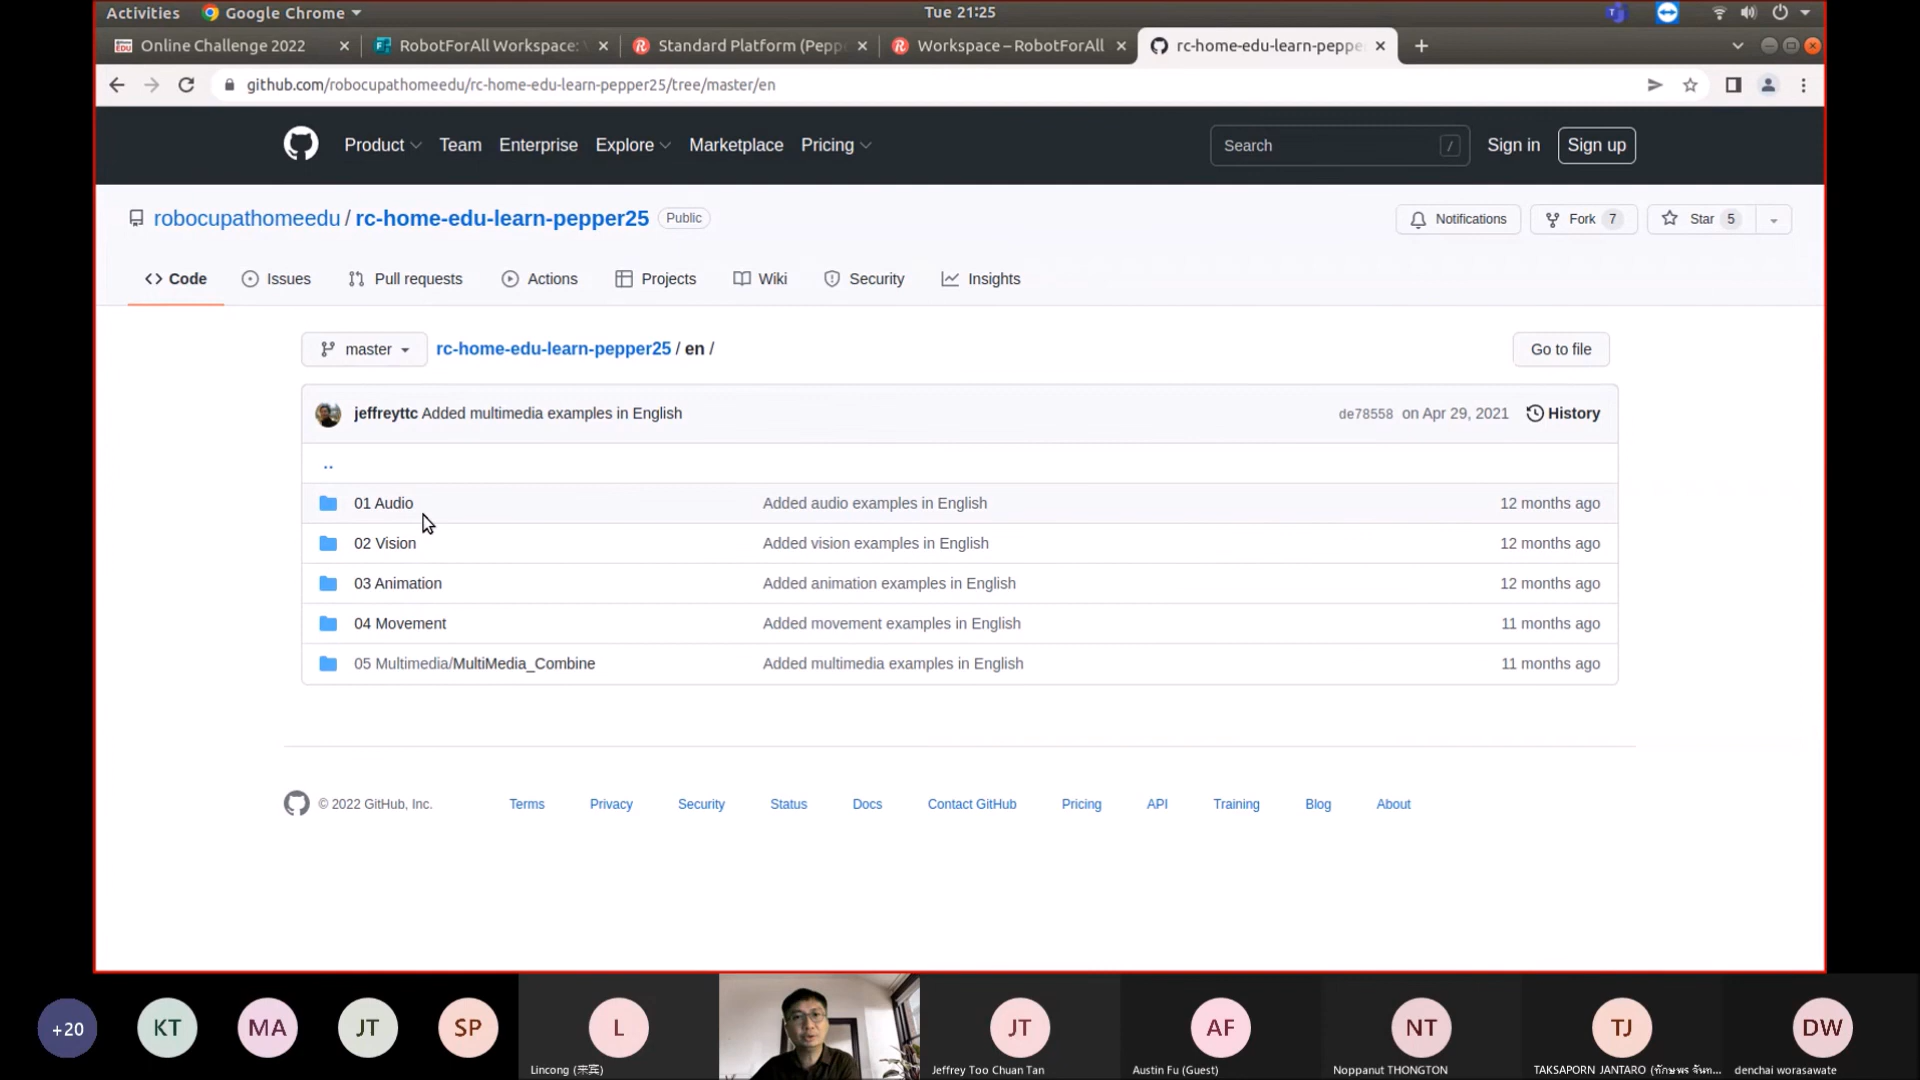 Activities Google Chrome Tue 21:25
Online Challenge 2022 RobotForAll Workspace: Standard Platform (Pepp Workspace – RobotForAll rc-home-edu-learn-peppe
github.com/robocupathomeedu/rc-home-edu-learn-pepper25/tree/master/en
Product Team Enterprise Explore Marketplace Pricing Search / Sign in Sign up
robocupathomeedu / rc-home-edu-learn-pepper25 Public Notifications Fork 7 Star 5
<> Code Issues Pull requests Actions Projects Wiki Security Insights
master rc-home-edu-learn-pepper25 / en / Go to file
jeffreyttc Added multimedia examples in English de78558 on Apr 29, 2021 History
..
01 Audio Added audio examples in English 12 months ago
02 Vision Added vision examples in English 12 months ago
03 Animation Added animation examples in English 12 months ago
04 Movement Added movement examples in English 11 months ago
05 Multimedia/MultiMedia_Combine Added multimedia examples in English 11 months ago
© 2022 GitHub, Inc. Terms Privacy Security Status Docs Contact GitHub Pricing API Training Blog About
+20 KT MA JT SP L JT AF NT TJ DW
Lincong Jeffrey Too Chuan Tan Austin Fu (Guest) Noppanut THONGTON TAKSAPORN JANTARO denchai worasawate